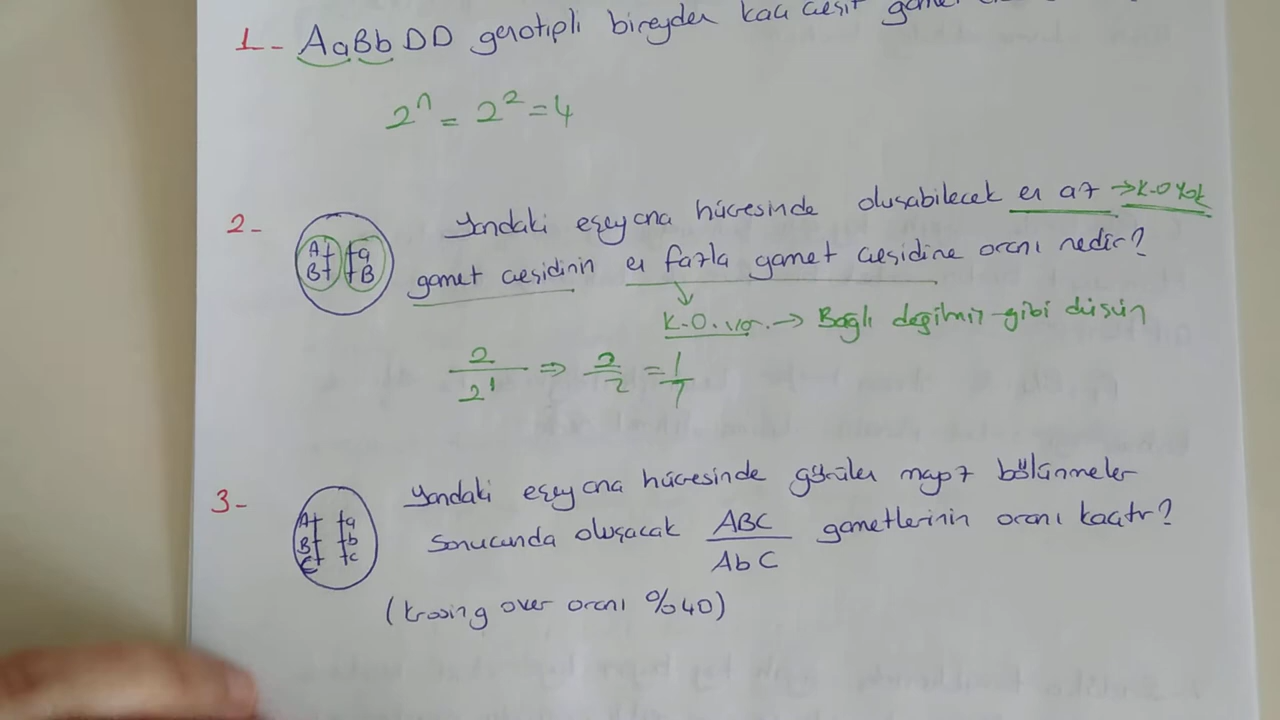 1- AaBbDD genotipli bireyden kaç çeşit
2ⁿ = 2² = 4
2- Yandaki eşey ana hücresinde oluşabilecek en az → K.O Yok
A B a B
gamet çeşidinin en fazla gamet çeşidine oranı nedir?
K.O. var. → Bağlı değilmiş gibi düşün
2/2¹ ⇒ 2/2 = 1/1
3- Yandaki eşey ana hücresinde görülen mayoz bölünmeler
A B C a b c
sonucunda oluşacak ABC/AbC gametlerinin oranı kaçtır?
(krosing over oranı %40)